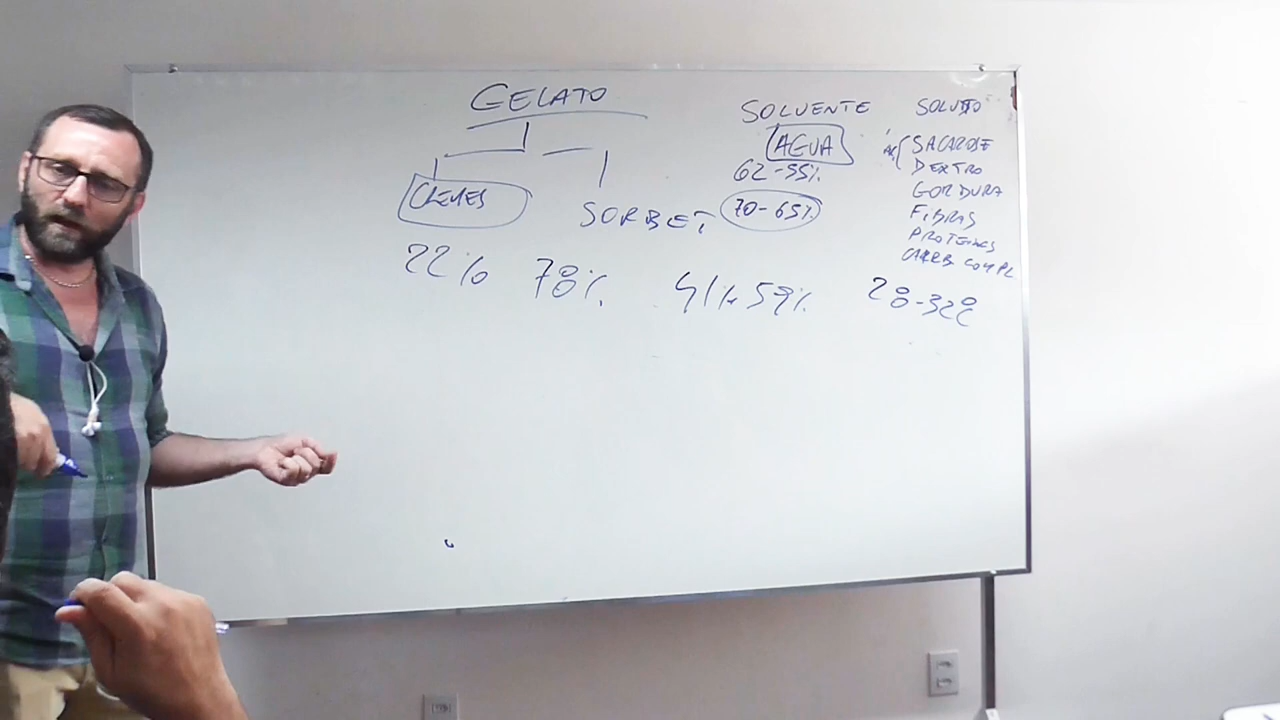 GELATO
CREMES
SORBET
22% 78%
41% 59%
SOLVENTE
AGUA
62-55%
70-65%
SOLUTO
SACAROSE
DEXTRO
GORDURA
FIBRAS
PROTEINAS
CARB COMPL
28-32%